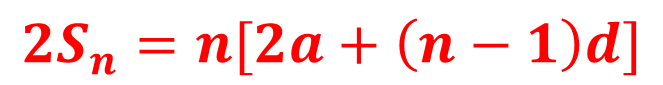 2Sₙ = n[2a + (n − 1)d]